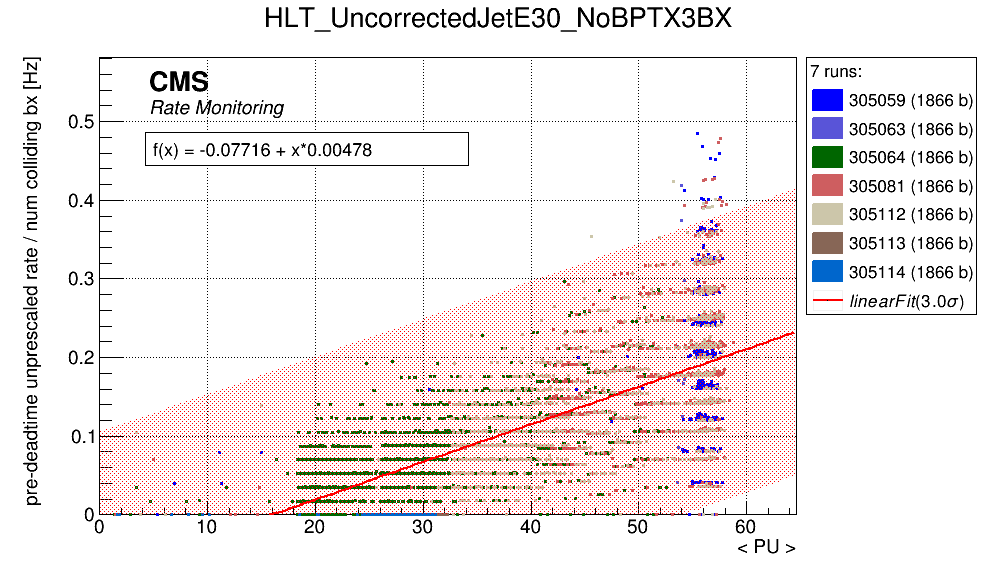 HLT_UncorrectedJetE30_NoBPTX3BX
pre-deadtime unprescaled rate / num colliding bx [Hz]
CMS
Rate Monitoring
f(x) = -0.07716 + x*0.00478
0.5
0.4
0.3
0.2
0.1
0
0 10 20 30 40 50 60
< PU >
7 runs:
305059 (1866 b)
305063 (1866 b)
305064 (1866 b)
305081 (1866 b)
305112 (1866 b)
305113 (1866 b)
305114 (1866 b)
linearFit(3.0σ)